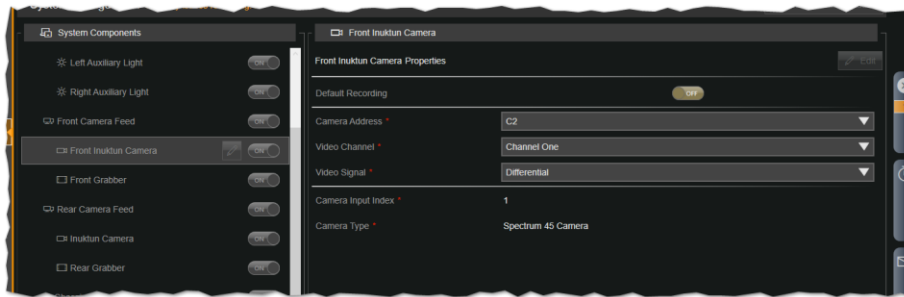 System Components
Left Auxiliary Light ON
Right Auxiliary Light ON
Front Camera Feed ON
Front Inuktun Camera ON
Front Grabber ON
Rear Camera Feed ON
Inuktun Camera ON
Rear Grabber ON
Front Inuktun Camera
Front Inuktun Camera Properties Edit
Default Recording OFF
Camera Address * C2
Video Channel * Channel One
Video Signal * Differential
Camera Input Index * 1
Camera Type * Spectrum 45 Camera